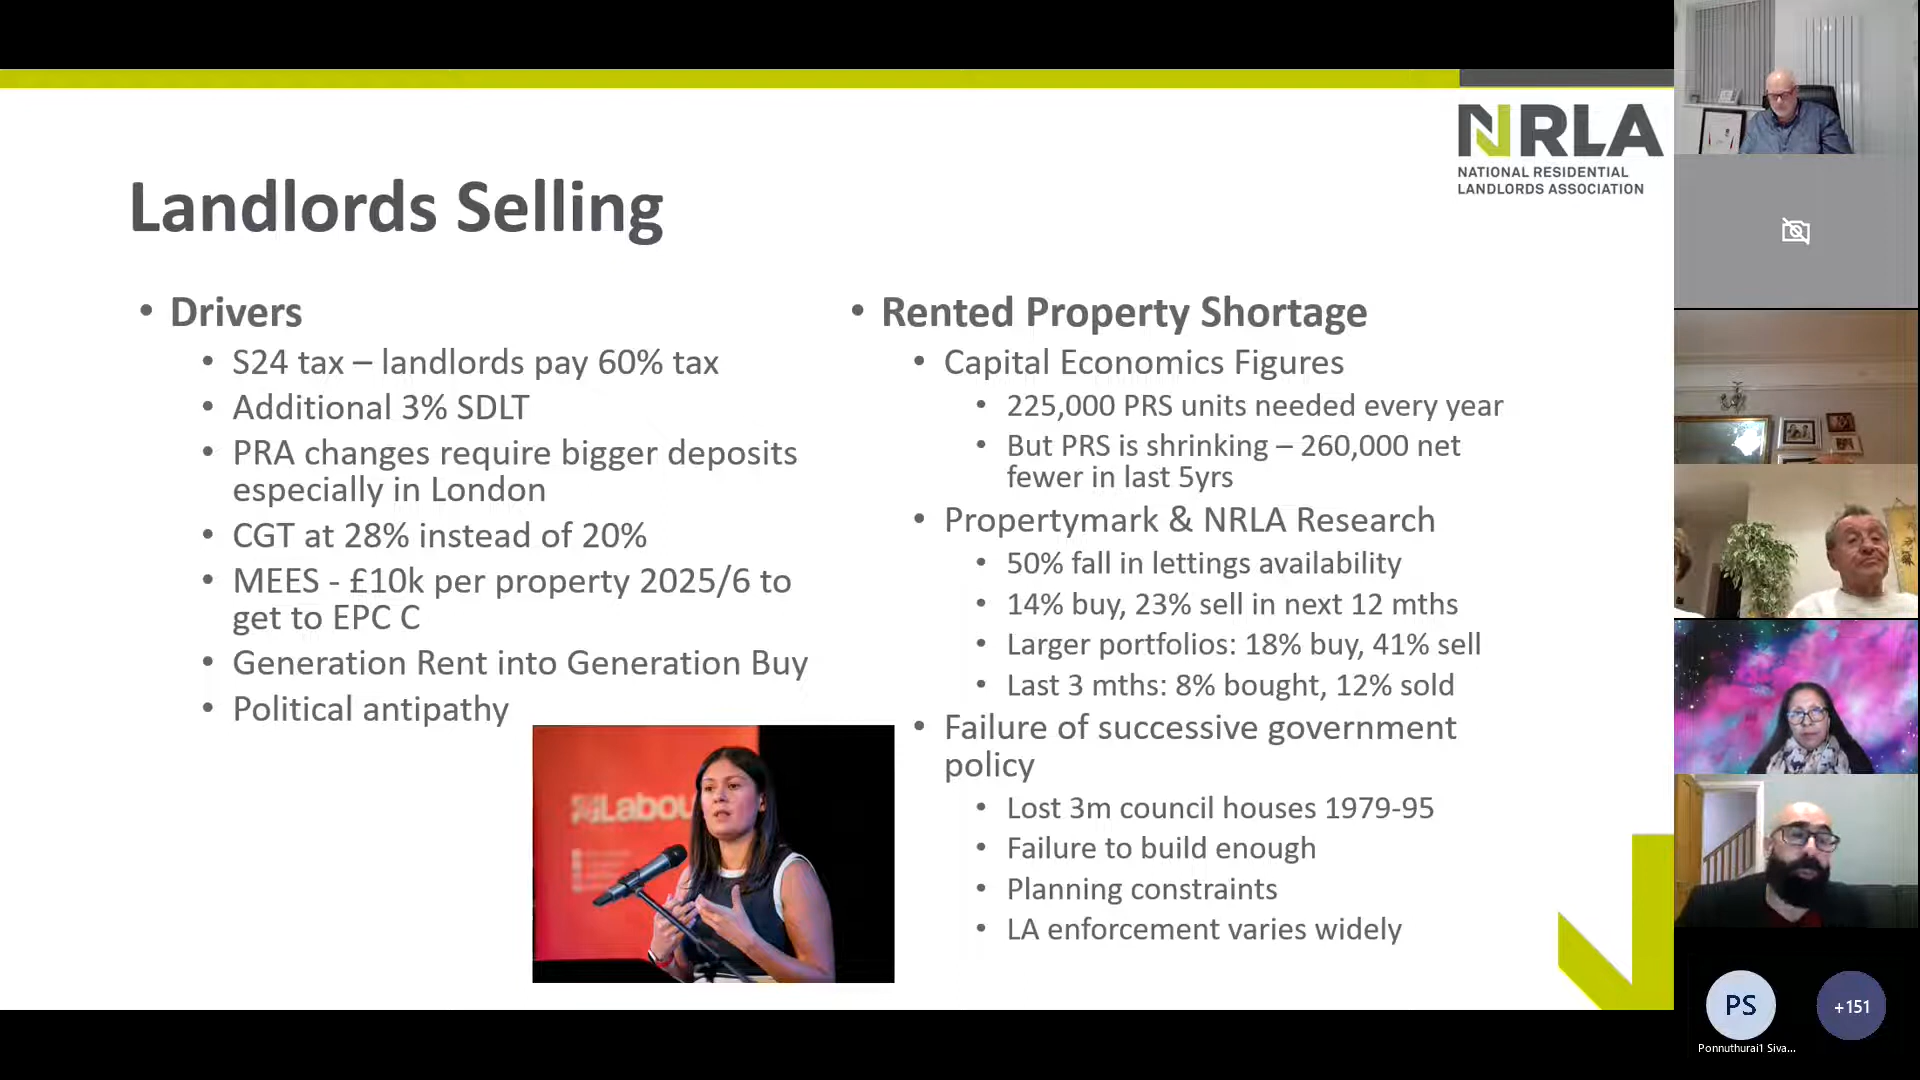 NRLA
NATIONAL RESIDENTIAL
LANDLORDS ASSOCIATION
Landlords Selling
• Drivers
• S24 tax – landlords pay 60% tax
• Additional 3% SDLT
• PRA changes require bigger deposits
especially in London
• CGT at 28% instead of 20%
• MEES - £10k per property 2025/6 to
get to EPC C
• Generation Rent into Generation Buy
• Political antipathy
Labou
• Rented Property Shortage
• Capital Economics Figures
• 225,000 PRS units needed every year
• But PRS is shrinking – 260,000 net
fewer in last 5yrs
• Propertymark & NRLA Research
• 50% fall in lettings availability
• 14% buy, 23% sell in next 12 mths
• Larger portfolios: 18% buy, 41% sell
• Last 3 mths: 8% bought, 12% sold
• Failure of successive government
policy
• Lost 3m council houses 1979-95
• Failure to build enough
• Planning constraints
• LA enforcement varies widely
PS
+151
Ponnuthurai1 Siva...